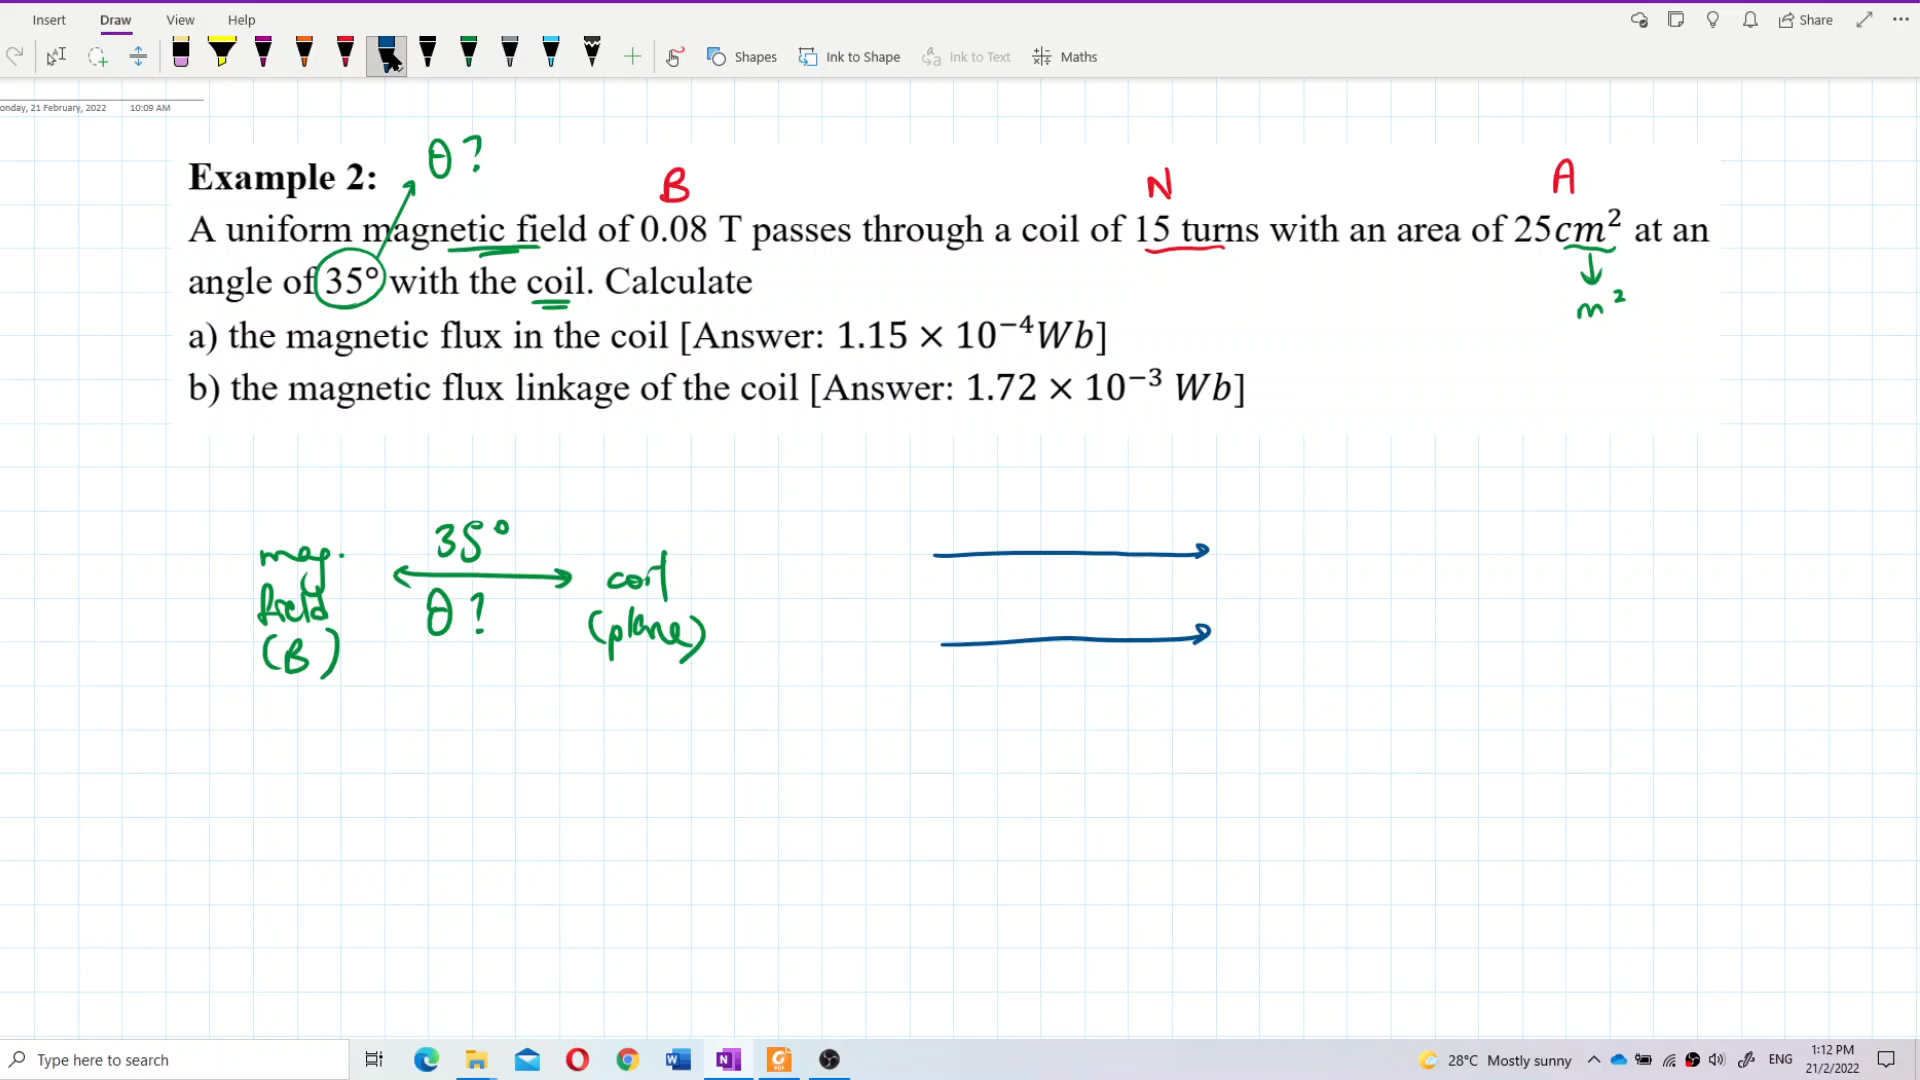 Insert Draw View Help
Share
Shapes Ink to Shape Ink to Text Maths
onday, 21 February, 2022 10:09 AM
θ ?
Example 2:
B N A
A uniform magnetic field of 0.08 T passes through a coil of 15 turns with an area of 25cm² at an
angle of 35° with the coil. Calculate
m²
a) the magnetic flux in the coil [Answer: 1.15 × 10⁻⁴Wb]
b) the magnetic flux linkage of the coil [Answer: 1.72 × 10⁻³ Wb]
35°
mag.
field
(B)
θ ?
coil
(plane)
Type here to search
28°C Mostly sunny
ENG
1:12 PM
21/2/2022